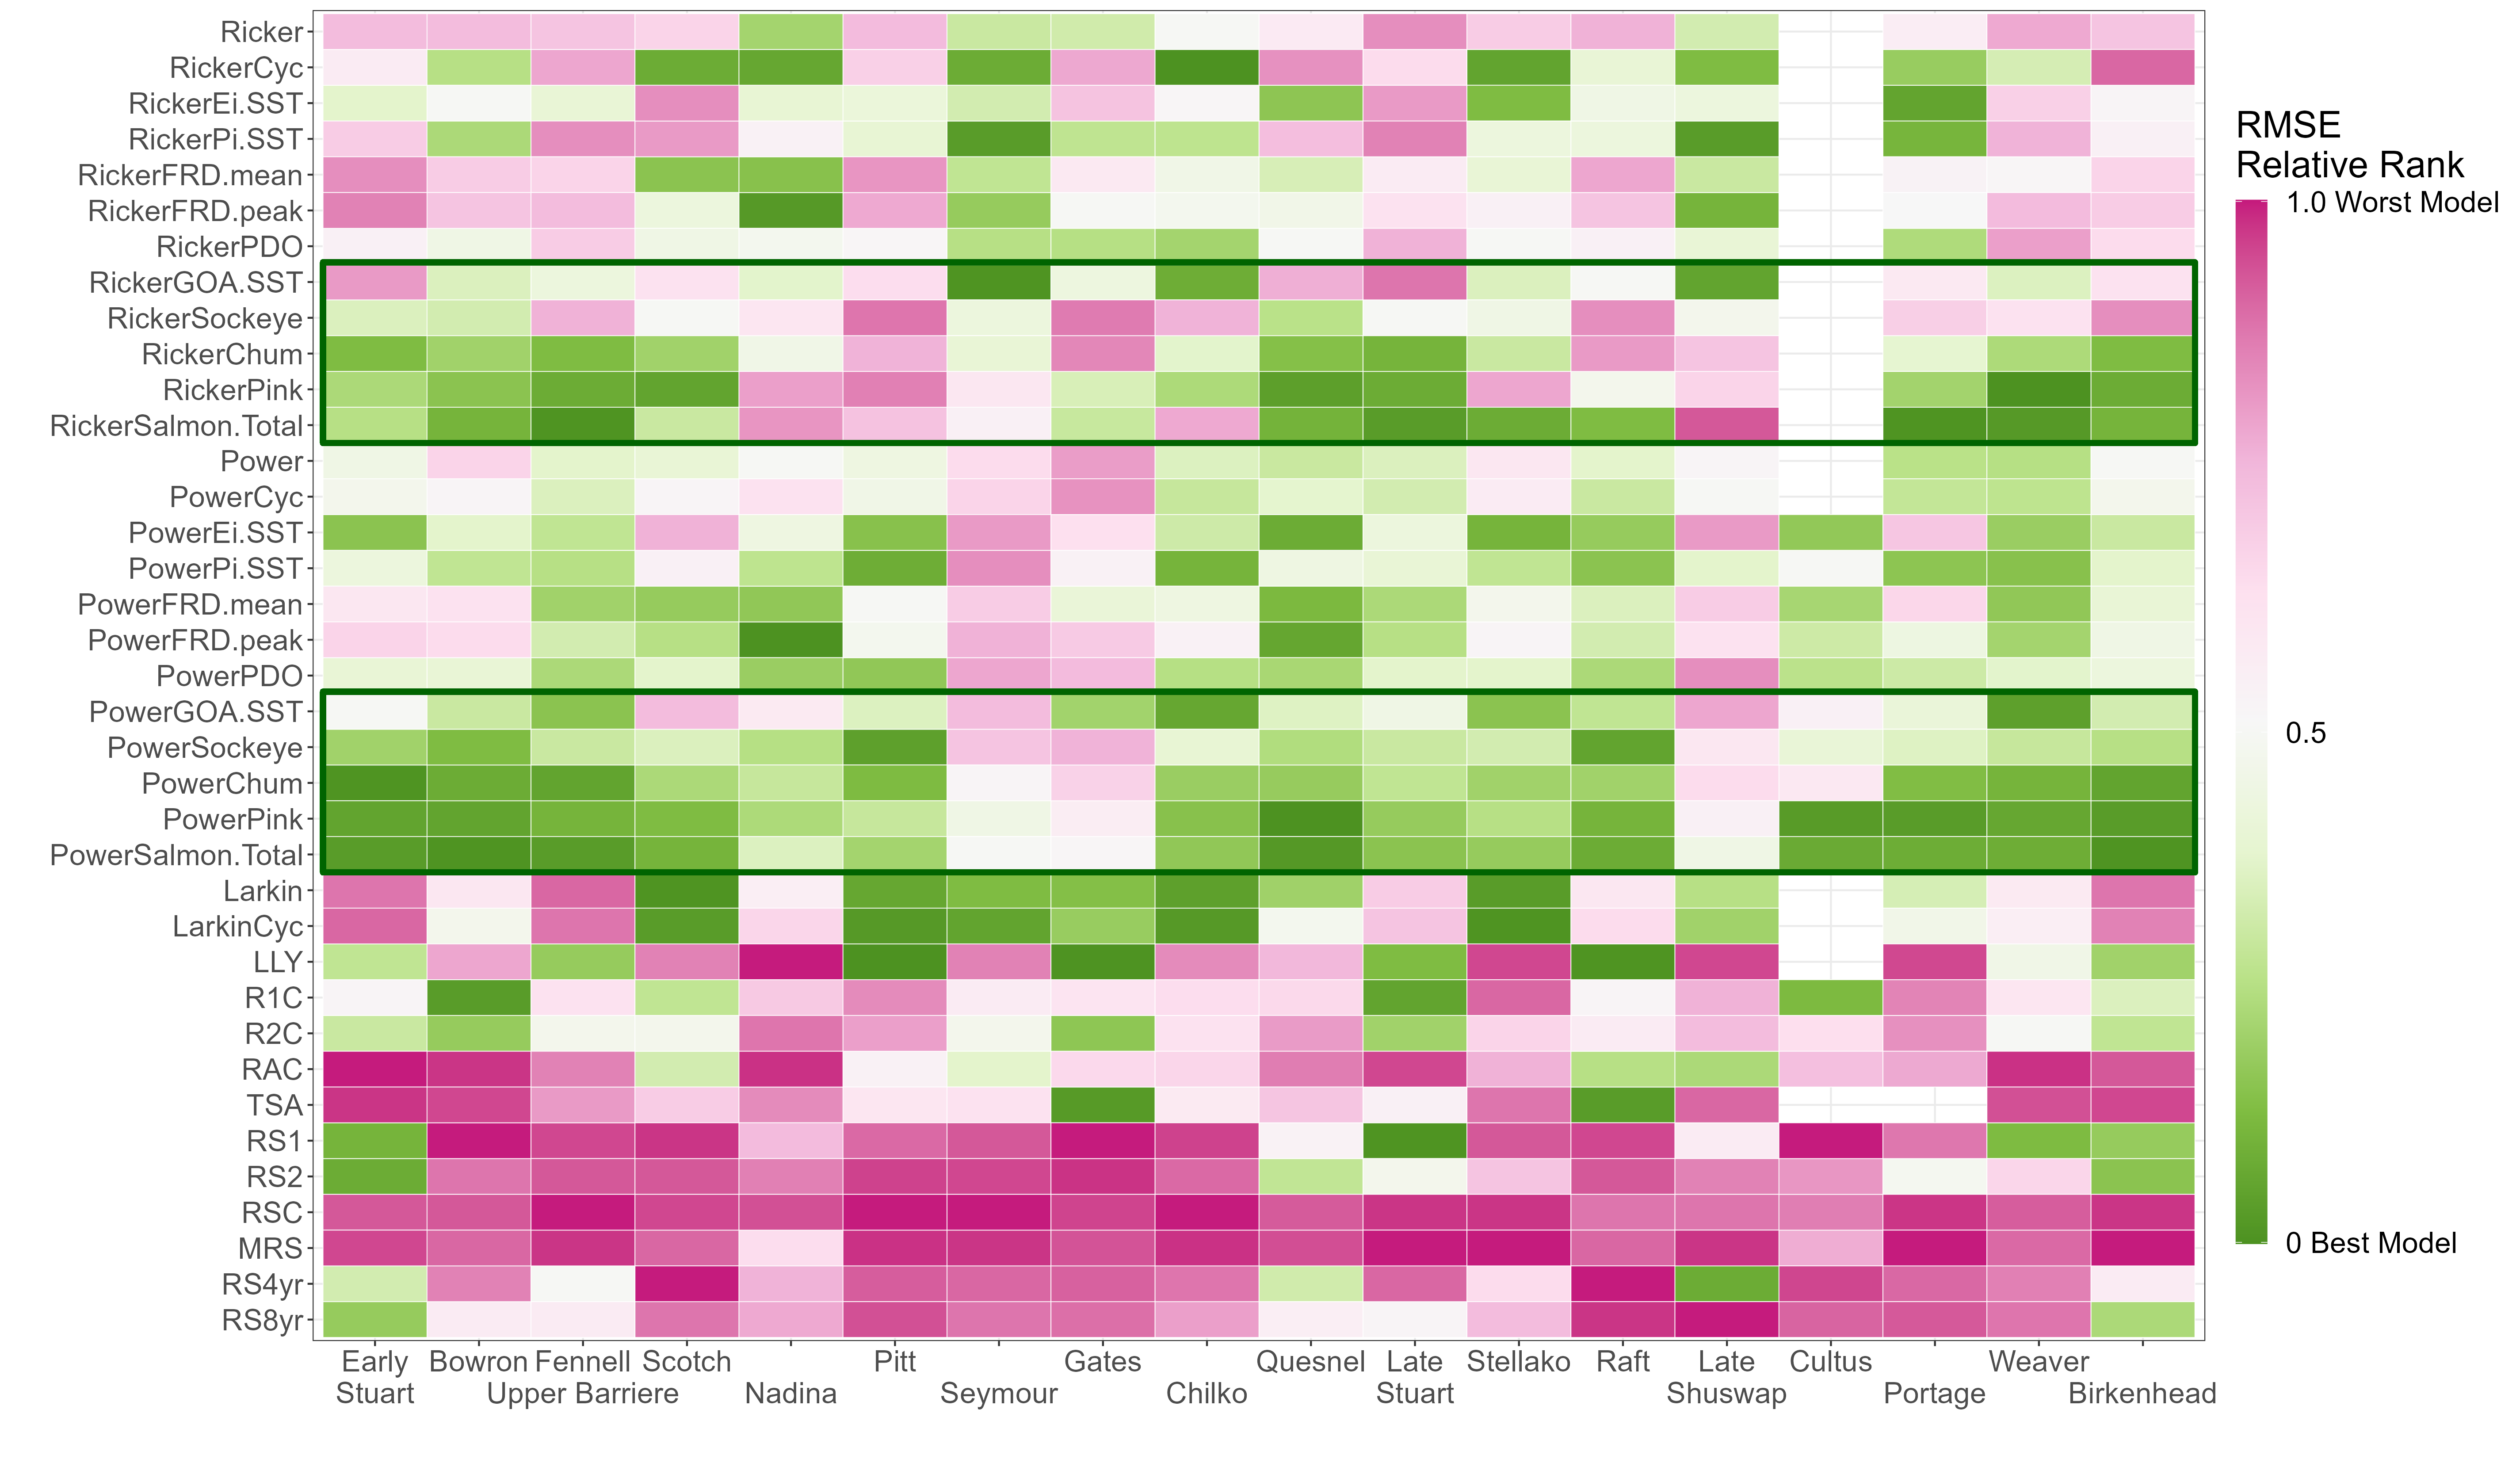 Ricker
RickerCyc
RickerEi.SST
RickerPi.SST
RickerFRD.mean
RickerFRD.peak
RickerPDO
RickerGOA.SST
RickerSockeye
RickerChum
RickerPink
RickerSalmon.Total
Power
PowerCyc
PowerEi.SST
PowerPi.SST
PowerFRD.mean
PowerFRD.peak
PowerPDO
PowerGOA.SST
PowerSockeye
PowerChum
PowerPink
PowerSalmon.Total
Larkin
LarkinCyc
LLY
R1C
R2C
RAC
TSA
RS1
RS2
RSC
MRS
RS4yr
RS8yr
Early Bowron Fennell Scotch Pitt Gates Quesnel Late Stellako Raft Late Cultus Weaver
Stuart Upper Barriere Nadina Seymour Chilko Stuart Shuswap Portage Birkenhead
RMSE
Relative Rank
1.0 Worst Model
0.5
0 Best Model